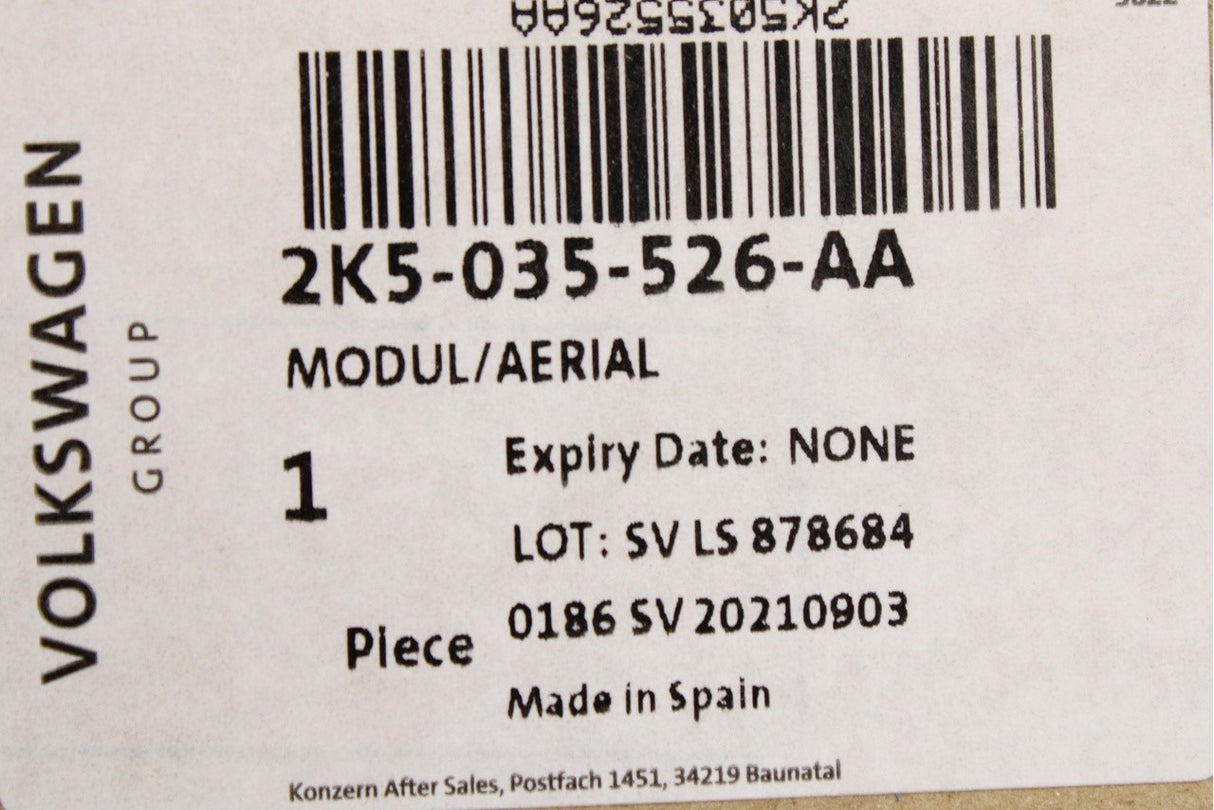 2K5035526AA
2K5-035-526-AA
MODUL/AERIAL
1
Piece
Expiry Date: NONE
LOT: SV LS 878684
0186 SV 20210903
Made in Spain
VOLKSWAGEN
GROUP
Konzern After Sales, Postfach 1451, 34219 Baunatal